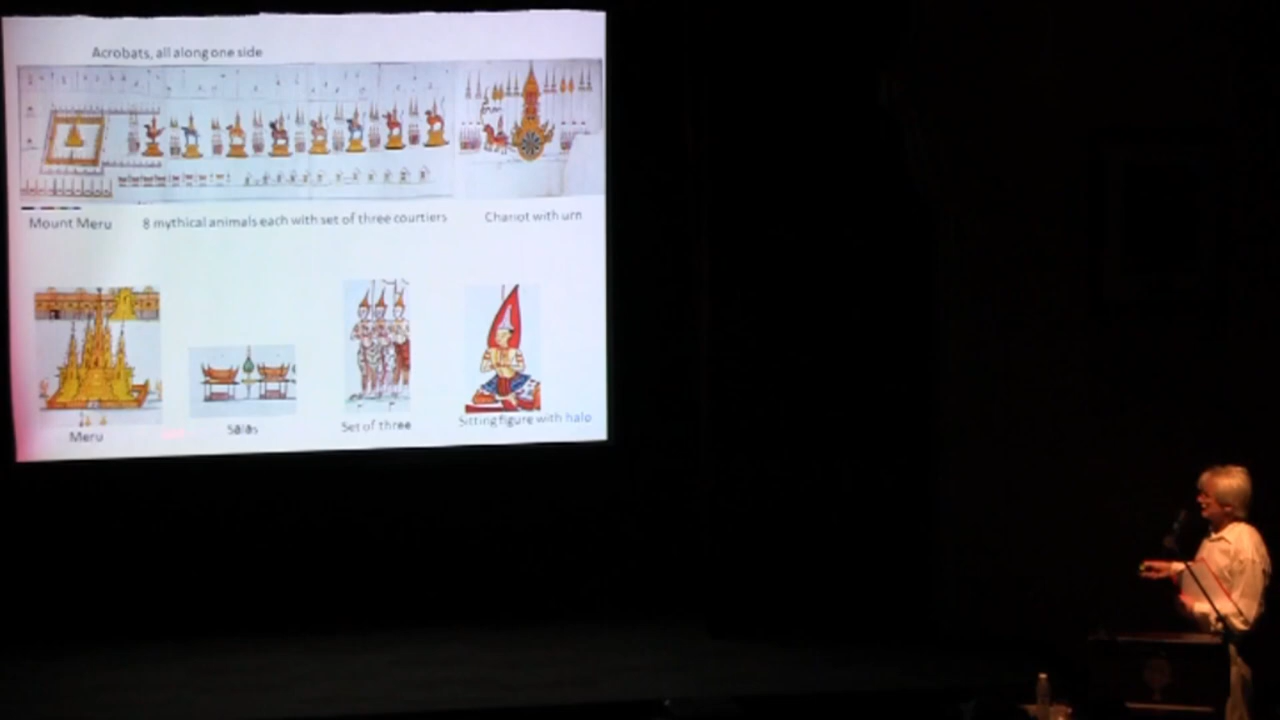 Acrobats, all along one side
Mount Meru
8 mythical animals each with set of three courtiers
Chariot with urn
Meru
Sālās
Set of three
Sitting figure with halo